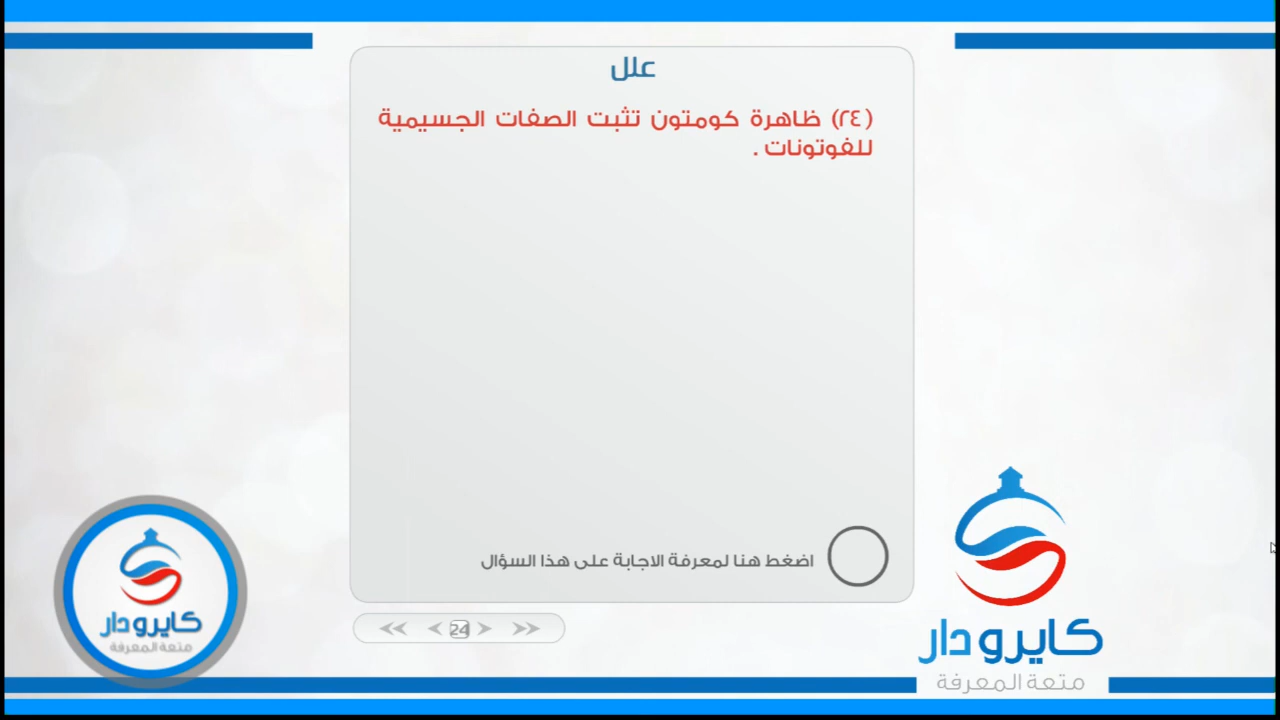 علل
(٢٤) ظاهرة كومتون تثبت الصفات الجسيمية
للفوتونات .
اضغط هنا لمعرفة الاجابة على هذا السؤال
24
كايرو دار
متعة المعرفة
كايرو دار
متعة المعرفة